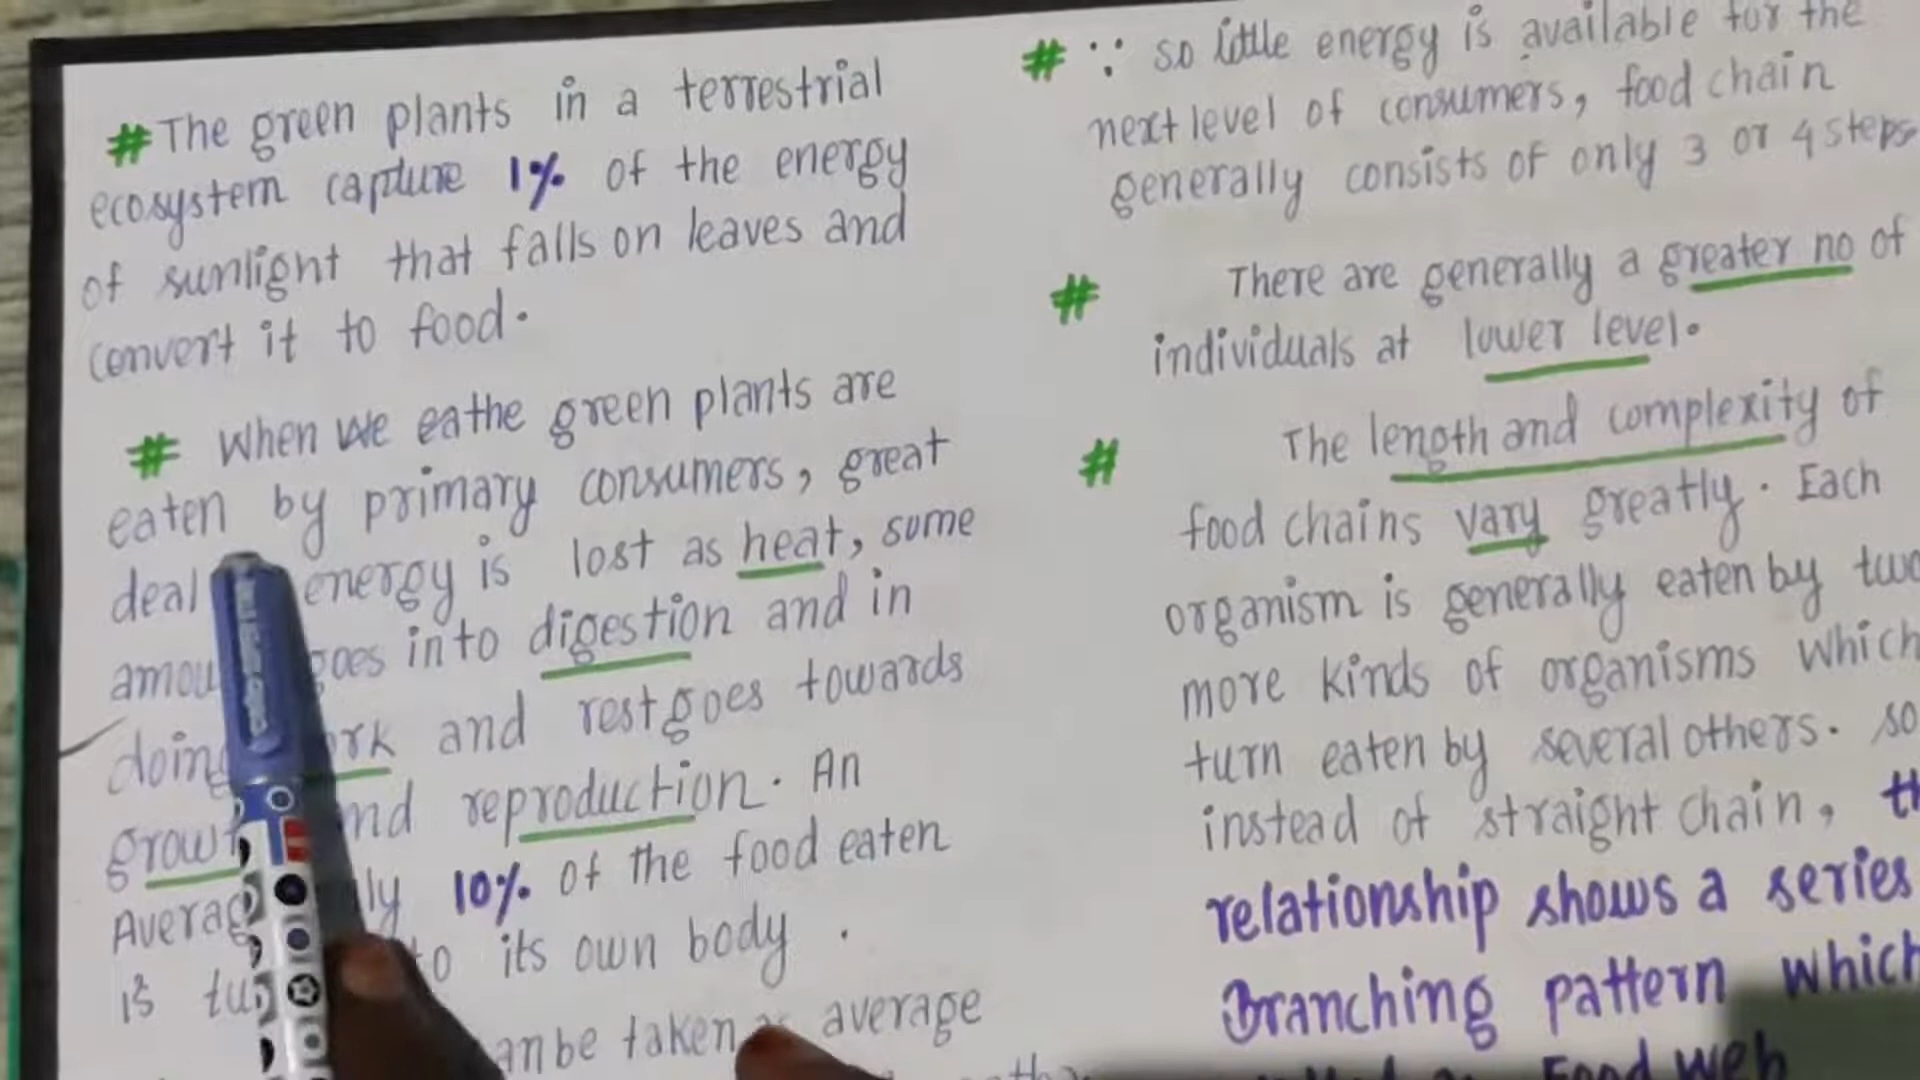 # The green plants in a terrestrial
ecosystem capture 1% of the energy
of sunlight that falls on leaves and
convert it to food.
# When we eathe green plants are
eaten by primary consumers, great
deal energy is lost as heat, some
goes into digestion and in
doing and rest goes towards
and reproduction. An
10% of the food eaten
is to its own body .
taken average
# ∵ so little energy is available for the
next level of consumers, food chain
generally consists of only 3 or 4 steps
# There are generally a greater no of
individuals at lower level.
# The length and complexity of
food chains vary greatly. Each
organism is generally eaten by two
more kinds of organisms which
turn eaten by several others. so
instead of straight chain,
relationship shows a series
Branching pattern which
Food web